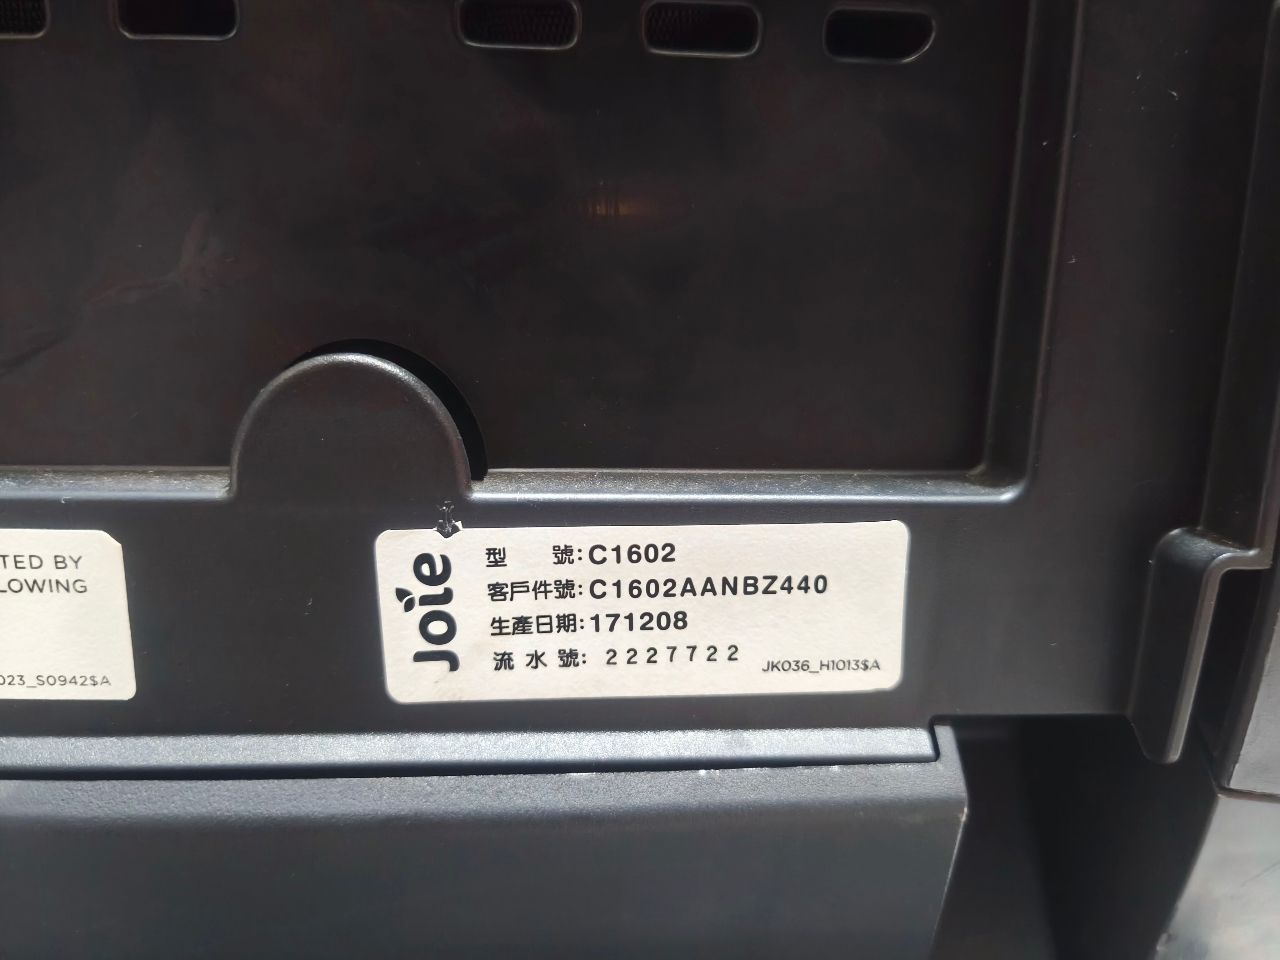 TED BY
LOWING
023_S0942$A
Joie
型 號:C1602
客戶件號:C1602AANBZ440
生產日期:171208
流水號: 2227722
JK036_H1013$A